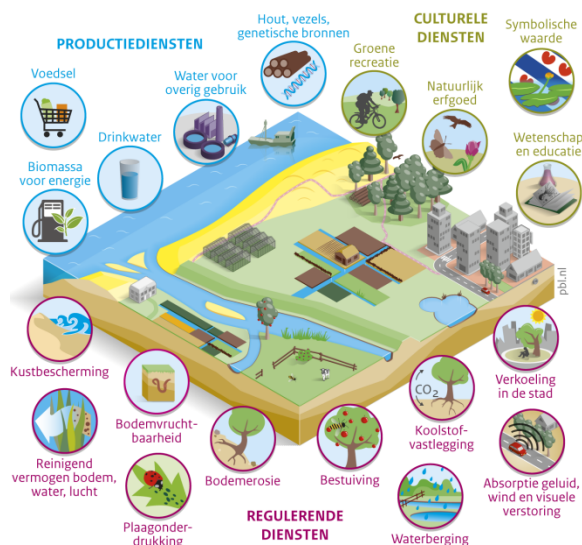 PRODUCTIEDIENSTEN
Hout, vezels,
genetische bronnen
CULTURELE
DIENSTEN
Symbolische
waarde
Voedsel
Water voor
overig gebruik
Groene
recreatie
Natuurlijk
erfgoed
Drinkwater
Wetenschap
en educatie
Biomassa
voor energie
pbl.nl
Kustbescherming
Bodemvrucht-
baarheid
CO2
Koolstof-
vastlegging
Verkoeling
in de stad
Reinigend
vermogen bodem,
water, lucht
Bodemerosie
Bestuiving
Absorptie geluid,
wind en visuele
verstoring
Plaagonder-
drukking
REGULERENDE
DIENSTEN
Waterberging